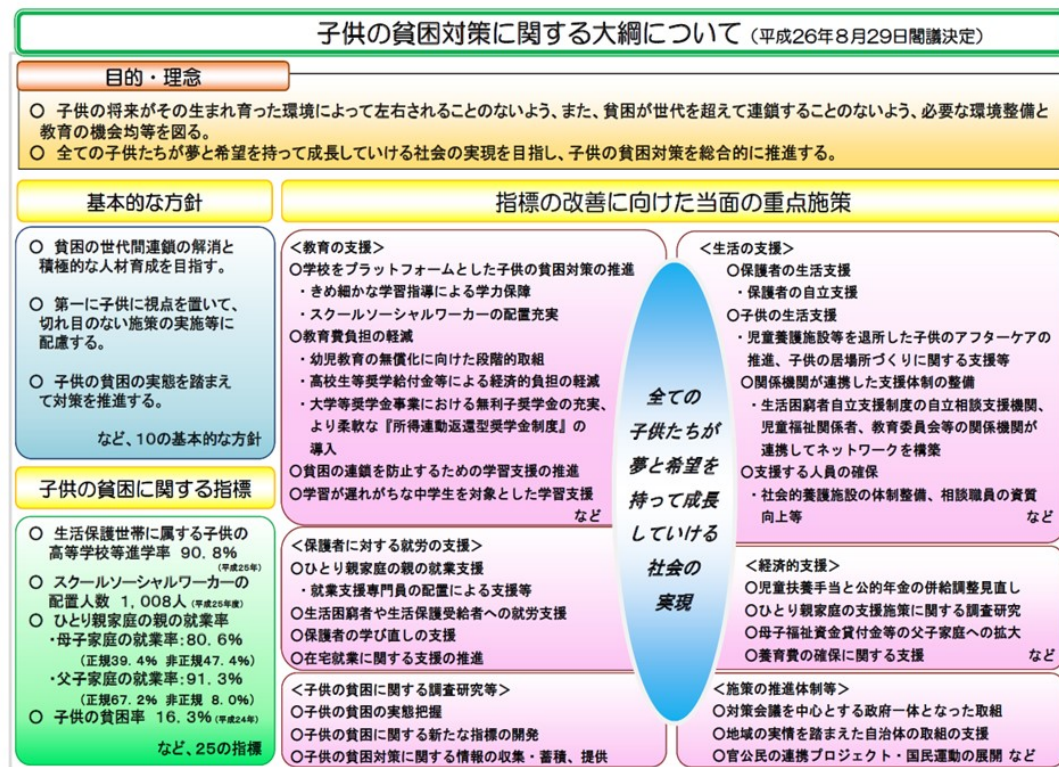 子供の貧困対策に関する大綱について(平成26年8月29日閣議決定)
目的・理念
○ 子供の将来がその生まれ育った環境によって左右されることのないよう、また、貧困が世代を超えて連鎖することのないよう、必要な環境整備と
教育の機会均等を図る。
○ 全ての子供たちが夢と希望を持って成長していける社会の実現を目指し、子供の貧困対策を総合的に推進する。
基本的な方針
○ 貧困の世代間連鎖の解消と
積極的な人材育成を目指す。
○ 第一に子供に視点を置いて、
切れ目のない施策の実施等に
配慮する。
○ 子供の貧困の実態を踏まえ
て対策を推進する。
など、10の基本的な方針
子供の貧困に関する指標
○ 生活保護世帯に属する子供の
高等学校等進学率 90.8%
(平成25年)
○ スクールソーシャルワーカーの
配置人数 1,008人(平成25年度)
○ ひとり親家庭の親の就業率
・母子家庭の就業率:80.6%
(正規39.4% 非正規47.4%)
・父子家庭の就業率:91.3%
(正規67.2% 非正規 8.0%)
○ 子供の貧困率 16.3%(平成24年)
など、25の指標
指標の改善に向けた当面の重点施策
<教育の支援>
○学校をプラットフォームとした子供の貧困対策の推進
・きめ細かな学習指導による学力保障
・スクールソーシャルワーカーの配置充実
○教育費負担の軽減
・幼児教育の無償化に向けた段階的取組
・高校生等奨学給付金等による経済的負担の軽減
・大学等奨学金事業における無利子奨学金の充実、
より柔軟な『所得連動返還型奨学金制度』の
導入
○貧困の連鎖を防止するための学習支援の推進
○学習が遅れがちな中学生を対象とした学習支援
など
<保護者に対する就労の支援>
○ひとり親家庭の親の就業支援
・就業支援専門員の配置による支援等
○生活困窮者や生活保護受給者への就労支援
○保護者の学び直しの支援
○在宅就業に関する支援の推進
<子供の貧困に関する調査研究等>
○子供の貧困の実態把握
○子供の貧困に関する新たな指標の開発
○子供の貧困対策に関する情報の収集・蓄積、提供
全ての
子供たちが
夢と希望を
持って成長
していける
社会の
実現
<生活の支援>
○保護者の生活支援
・保護者の自立支援
○子供の生活支援
・児童養護施設等を退所した子供のアフターケアの
推進、子供の居場所づくりに関する支援等
○関係機関が連携した支援体制の整備
・生活困窮者自立支援制度の自立相談支援機関、
児童福祉関係者、教育委員会等の関係機関が
連携してネットワークを構築
○支援する人員の確保
・社会的養護施設の体制整備、相談職員の資質
向上等 など
<経済的支援>
○児童扶養手当と公的年金の併給調整見直し
○ひとり親家庭の支援施策に関する調査研究
○母子福祉資金貸付金等の父子家庭への拡大
○養育費の確保に関する支援 など
<施策の推進体制等>
○対策会議を中心とする政府一体となった取組
○地域の実情を踏まえた自治体の取組の支援
○官公民の連携プロジェクト・国民運動の展開 など